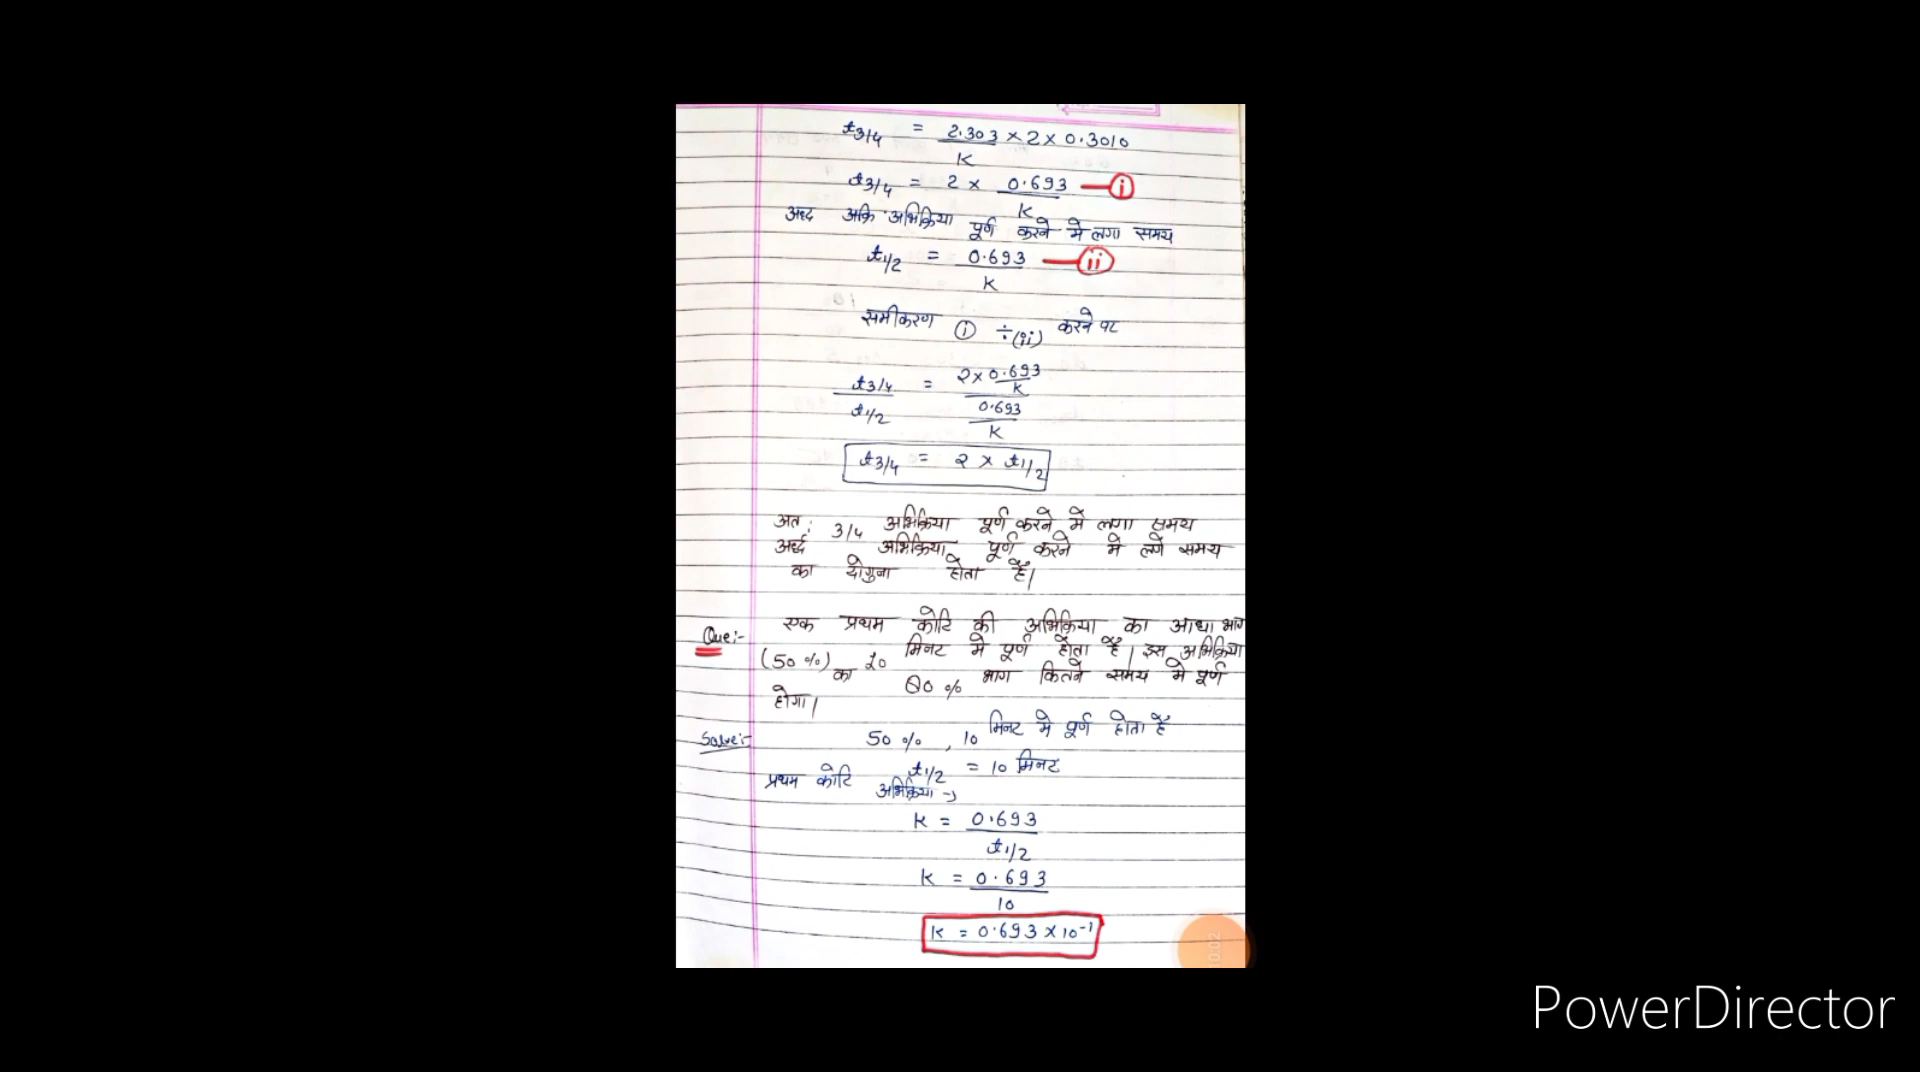 t3/4 = 2.303/K × 2 × 0.3010
t3/4 = 2 × 0.693/K —(i)
अर्द्ध अक्रि अभिक्रिया पूर्ण करने मे लगा समय
t1/2 = 0.693/K —(ii)
समीकरण (i) ÷ (ii) करने पर
t3/4 / t1/2 = 2 × 0.693/K / 0.693/K
t3/4 = 2 × t1/2
अत: 3/4 अभिक्रिया पूर्ण करने मे लगा समय
अर्द्ध अभिक्रिया पूर्ण करने मे लगे समय
का दोगुना होता है।
Que:- एक प्रथम कोटि की अभिक्रिया का आधा भाग
(50 %) 10 मिनट मे पूर्ण होता है। इस अभिक्रिया
का % भाग कितने समय मे पूर्ण
होगा।
Solve:- 50 % , 10 मिनट मे पूर्ण होता है
t1/2 = 10 मिनट
प्रथम कोटि अभिक्रिया →
K = 0.693/t1/2
K = 0.693/10
K = 0.693 × 10⁻¹
10:02
PowerDirector